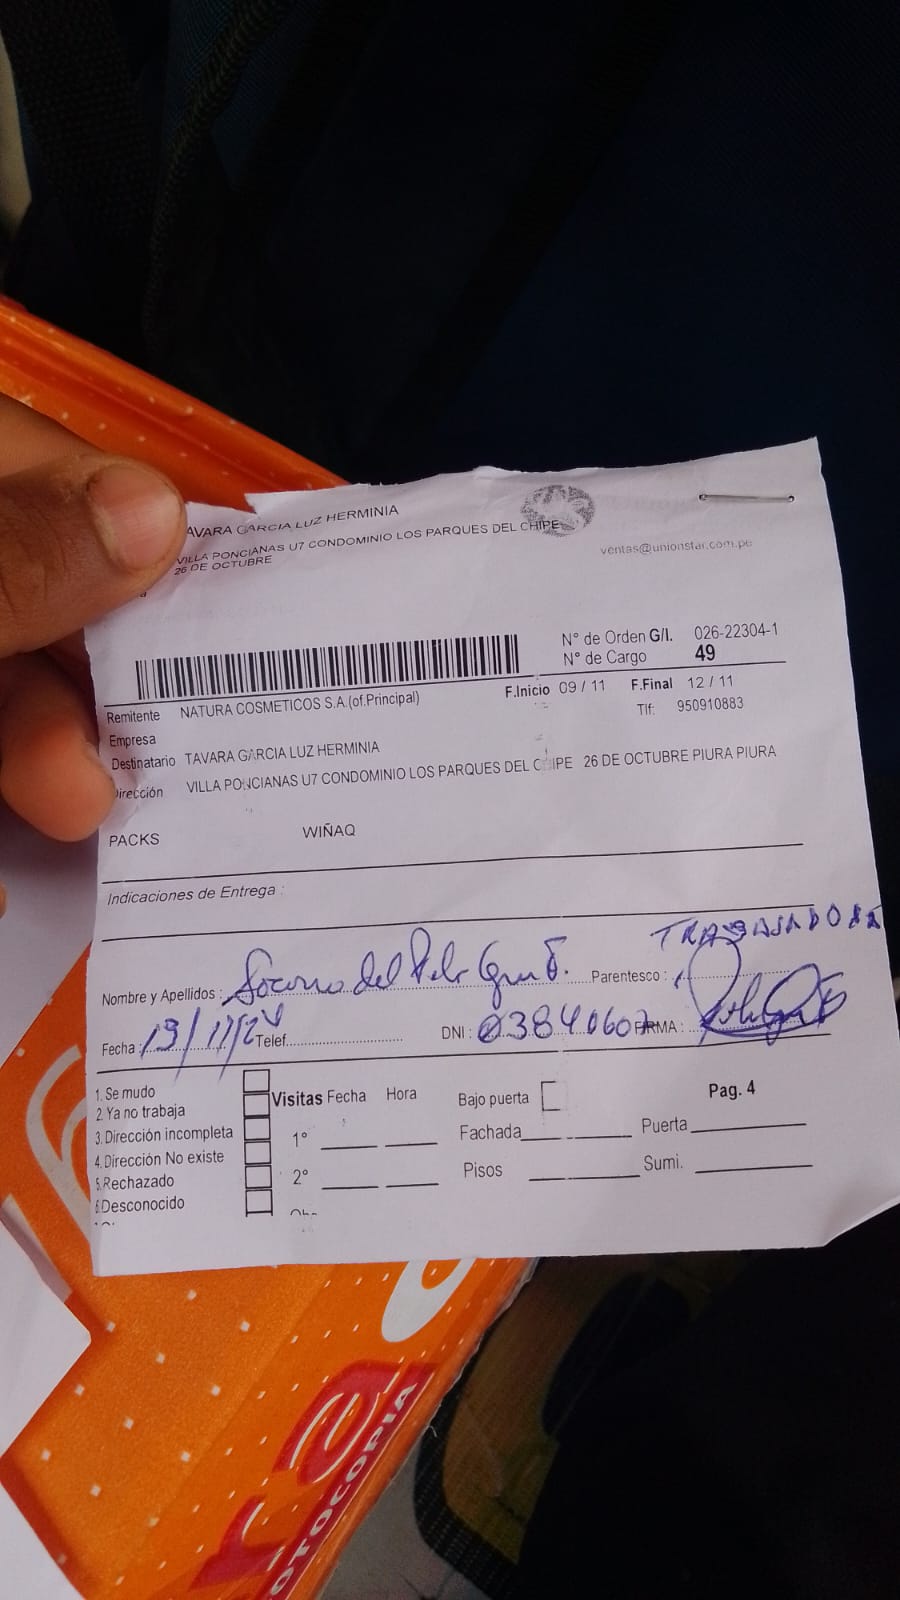 TAVARA GARCIA LUZ HERMINIA
VILLA PONCIANAS U7 CONDOMINIO LOS PARQUES DEL CHIPE
26 DE OCTUBRE
ventas@unionstar.com.pe
N° de Orden G/I. 026-22304-1
N° de Cargo 49
Remitente NATURA COSMETICOS S.A.(of.Principal)
F.Inicio 09 / 11 F.Final 12 / 11
Empresa
Tlf: 950910883
Destinatario TAVARA GARCIA LUZ HERMINIA
Dirección VILLA PONCIANAS U7 CONDOMINIO LOS PARQUES DEL CHIPE 26 DE OCTUBRE PIURA PIURA
PACKS WIÑAQ
Indicaciones de Entrega :
TRABAJADORA
Nombre y Apellidos : Socorro del Parentesco :
Fecha : 19/11/24 Telef. DNI : 03840607 FIRMA :
1. Se mudo
2. Ya no trabaja
3. Dirección incompleta
4. Dirección No existe
5. Rechazado
6. Desconocido
Visitas Fecha Hora
1°
2°
Bajo puerta
Pag. 4
Fachada Puerta
Pisos Sumi.
ra
OTOCOPIA